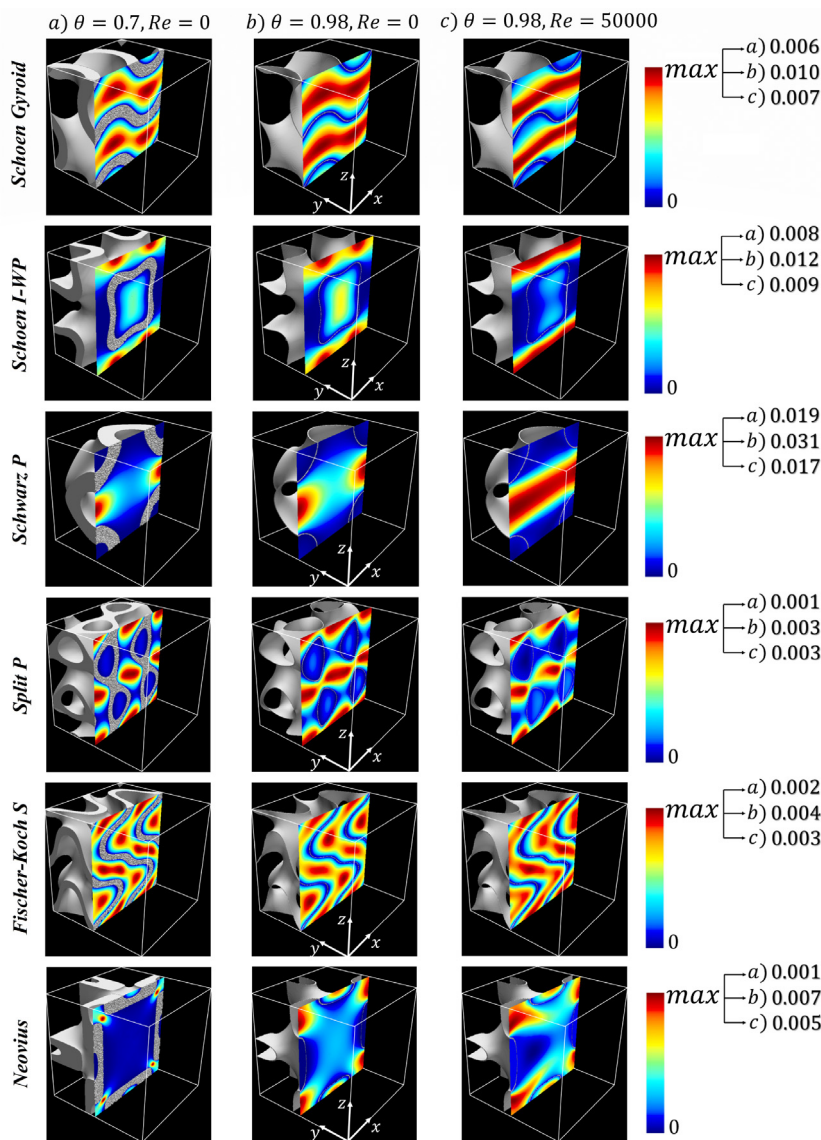 a) θ = 0.7, Re = 0
b) θ = 0.98, Re = 0
c) θ = 0.98, Re = 50000
Schoen Gyroid
z
y
x
max
a) 0.006
b) 0.010
c) 0.007
0
Schoen I-WP
z
y
x
max
a) 0.008
b) 0.012
c) 0.009
0
Schwarz P
z
y
x
max
a) 0.019
b) 0.031
c) 0.017
0
Split P
z
y
x
max
a) 0.001
b) 0.003
c) 0.003
0
Fischer-Koch S
z
y
x
max
a) 0.002
b) 0.004
c) 0.003
0
Neovius
z
y
x
max
a) 0.001
b) 0.007
c) 0.005
0